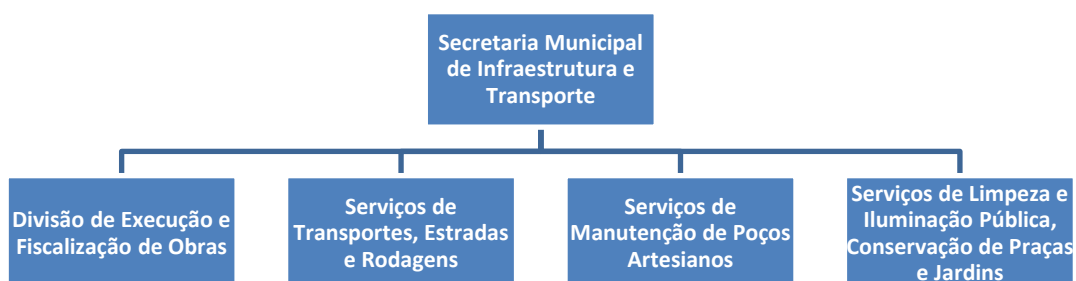 Secretaria Municipal
de Infraestrutura e
Transporte
Divisão de Execução e
Fiscalização de Obras
Serviços de
Transportes, Estradas
e Rodagens
Serviços de
Manutenção de Poços
Artesianos
Serviços de Limpeza e
Iluminação Pública,
Conservação de Praças
e Jardins